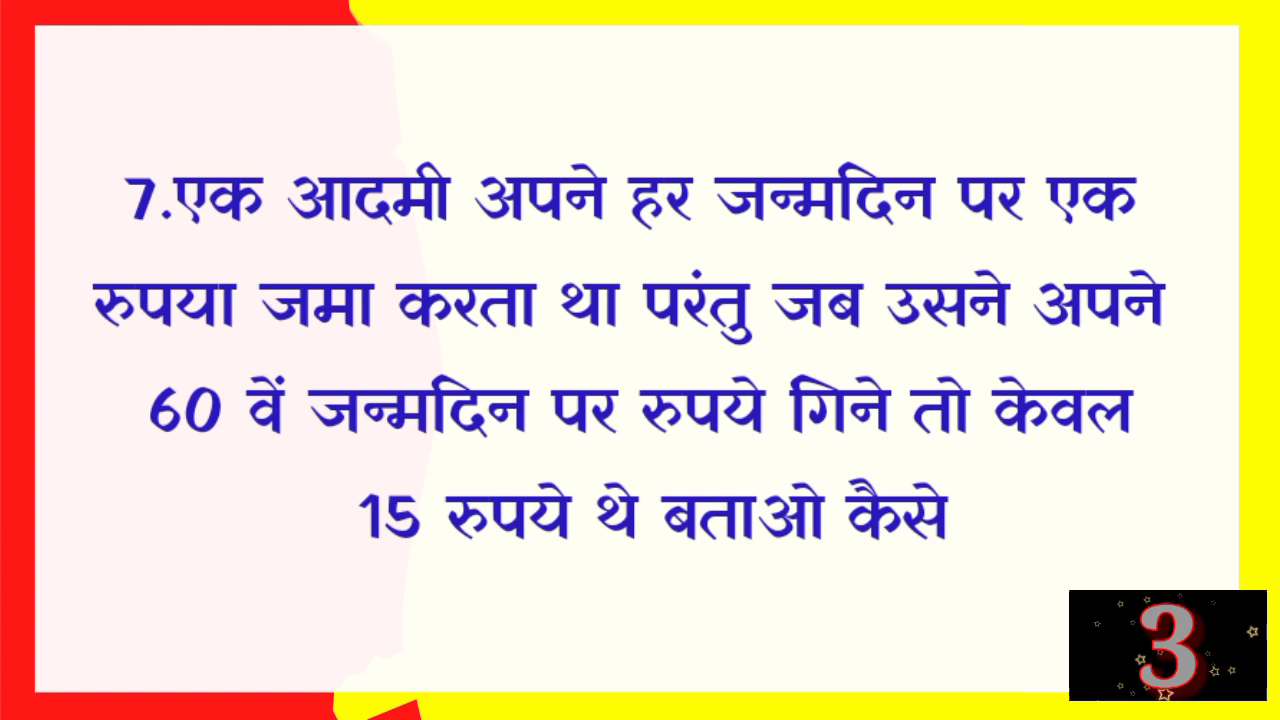 7.एक आदमी अपने हर जन्मदिन पर एक
रुपया जमा करता था परंतु जब उसने अपने
60 वें जन्मदिन पर रुपये गिने तो केवल
15 रुपये थे बताओ कैसे
3